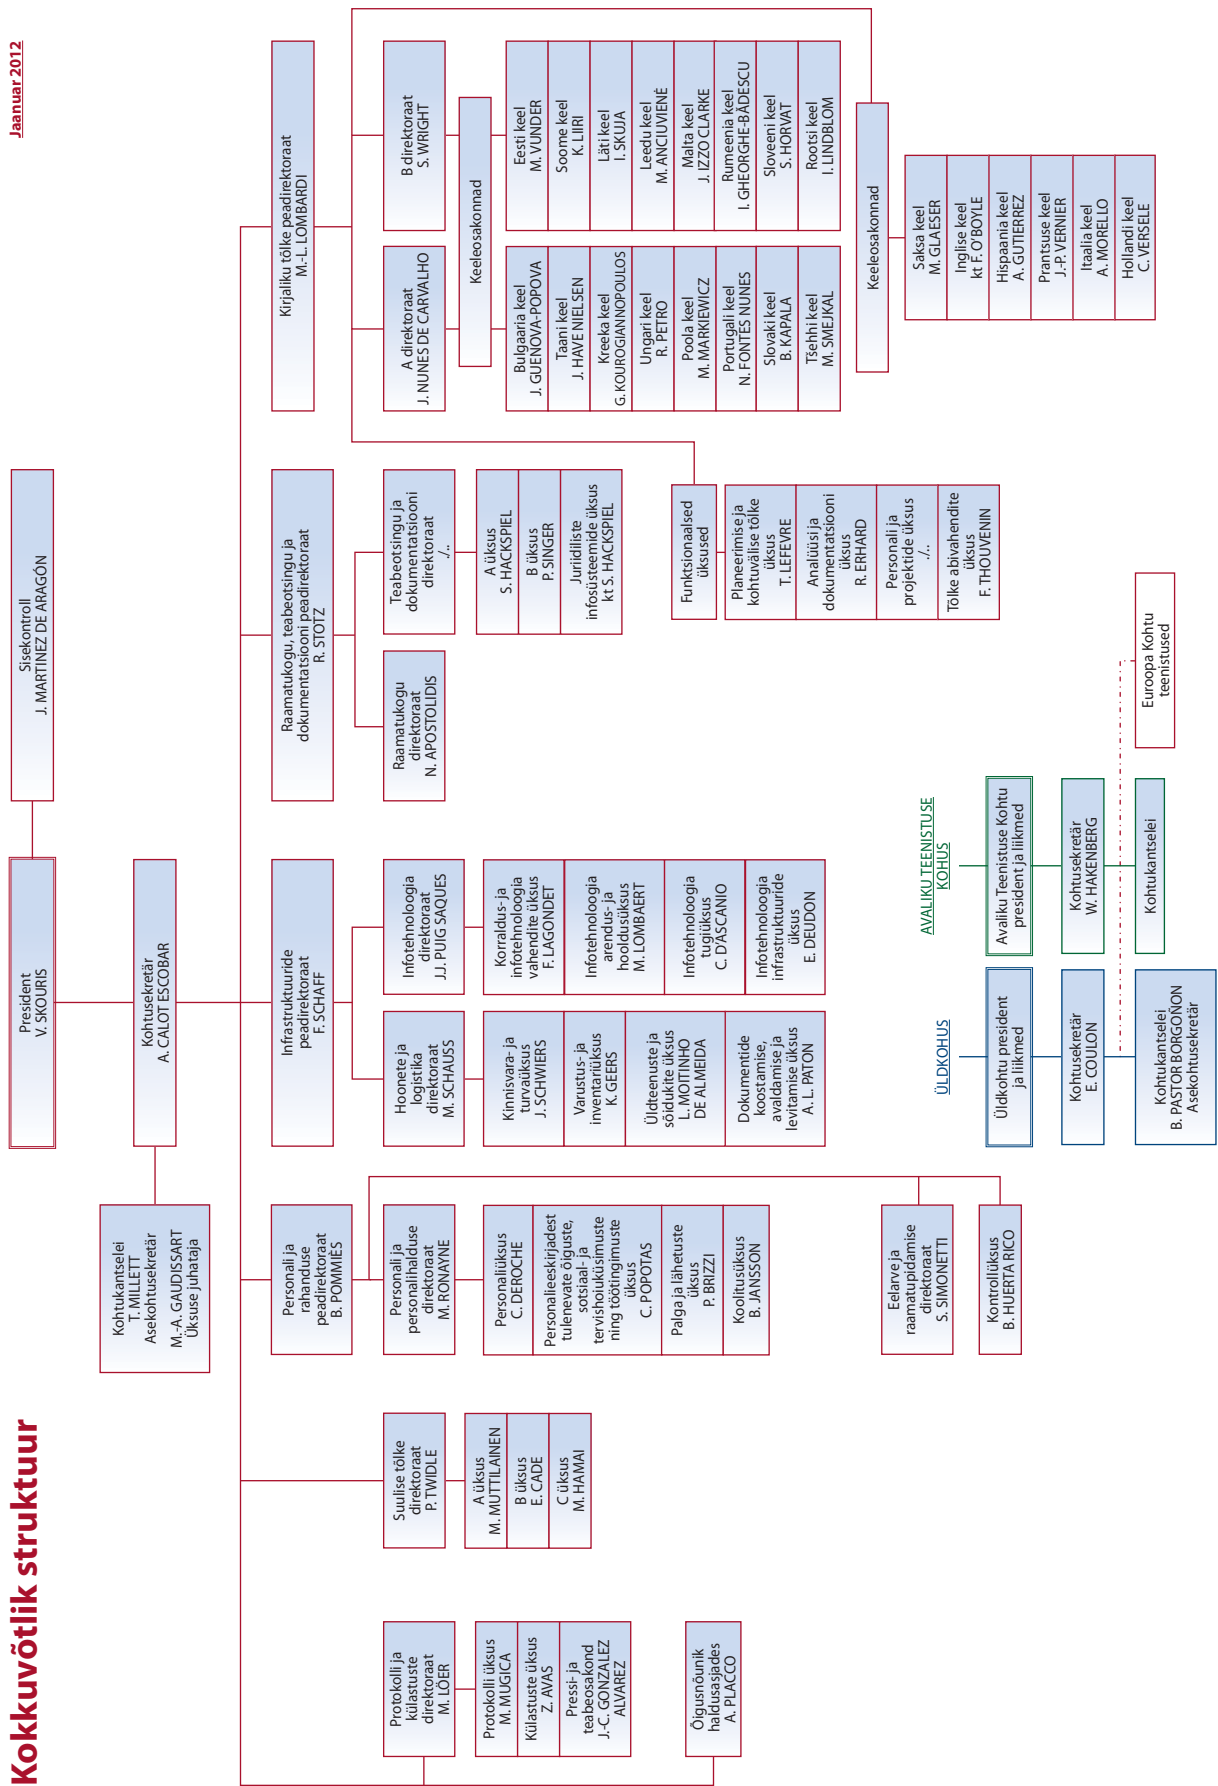 Kokkuvõtlik struktuur
Jaanuar 2012
President
V. SKOURIS
Sisekontroll
J. MARTINEZ DE ARAGÓN
Kohtusekretär
A. CALOT ESCOBAR
Kohtukantselei
T. MILLETT
Asekohtusekretär
M.-A. GAUDISSART
Üksuse juhataja
Protokolli ja
külastuste
direktoraat
M. LÖER
Protokolli üksus
M. MUGICA
Külastuste üksus
Z. AVAS
Pressi- ja
teabeosakond
J.-C. GONZALEZ
ALVAREZ
Õigusnõunik
haldusasjades
A. PLACCO
Suulise tõlke
direktoraat
P. TWIDLE
A üksus
M. MUTTILAINEN
B üksus
E. CADE
C üksus
M. HAMAI
Personali ja
rahanduse
peadirektoraat
B. POMMIÈS
Personali ja
personalihalduse
direktoraat
M. RONAYNE
Personaliüksus
C. DEROCHE
Personalieeskirjadest
tulenevate õiguste,
sotsiaal- ja
tervishoiuküsimuste
ning töötingimuste
üksus
C. POPOTAS
Palga ja lähetuste
üksus
P. BRIZZI
Koolitusüksus
B. JANSSON
Eelarve ja
raamatupidamise
direktoraat
S. SIMONETTI
Kontrolliüksus
B. HUERTA RICO
Infrastruktuuride
peadirektoraat
F. SCHAFF
Hoonete ja
logistika
direktoraat
M. SCHAUSS
Kinnisvara- ja
turvaüksus
J. SCHWIERS
Varustus- ja
inventariüksus
K. GEERS
Üldteenuste ja
sõidukite üksus
L. MOITINHO
DE ALMEIDA
Dokumentide
koostamise,
avaldamise ja
levitamise üksus
A. L. PATON
Infotehnoloogia
direktoraat
J.J. PUIG SAQUES
Korraldus- ja
infotehnoloogia
vahendite üksus
F. LAGONDET
Infotehnoloogia
arendus- ja
hooldusüksus
M. LOMBAERT
Infotehnoloogia
tugiüksus
C. D'ASCANIO
Infotehnoloogia
infrastruktuuride
üksus
E. DEUDON
Raamatukogu, teabeotsingu ja
dokumentatsiooni peadirektoraat
R. STOTZ
Raamatukogu
direktoraat
N. APOSTOLIDIS
Teabeotsingu ja
dokumentatsiooni
direktoraat
./..
A üksus
S. HACKSPIEL
B üksus
P. SINGER
Juriidiliste
infosüsteemide üksus
kt S. HACKSPIEL
Kirjaliku tõlke peadirektoraat
M.-L. LOMBARDI
A direktoraat
J. NUNES DE CARVALHO
B direktoraat
S. WRIGHT
Keeleosakonnad
Bulgaaria keel
J. GUENOVA-POPOVA
Taani keel
J. HAVE NIELSEN
Kreeka keel
G. KOUROGIANNOPOULOS
Ungari keel
R. PETRO
Poola keel
M. MARKIEWICZ
Portugali keel
N. FONTES NUNES
Slovaki keel
B. KAPALA
Tšehhi keel
M. SMEJKAL
Eesti keel
M. VUNDER
Soome keel
K. LIIRI
Läti keel
I. SKUJA
Leedu keel
M. ANCIUVIENĖ
Malta keel
J. IZZO CLARKE
Rumeenia keel
I. GHEORGHE-BĂDESCU
Sloveeni keel
S. HORVAT
Rootsi keel
I. LINDBLOM
Funktsionaalsed
üksused
Planeerimise ja
kohtuvälise tõlke
üksus
T. LEFEVRE
Analüüsi ja
dokumentatsiooni
üksus
R. ERHARD
Personali ja
projektide üksus
./..
Tõlke abivahendite
üksus
F. THOUVENIN
Keeleosakonnad
Saksa keel
M. GLAESER
Inglise keel
kt F. O'BOYLE
Hispaania keel
A. GUTIERREZ
Prantsuse keel
J.-P. VERNIER
Itaalia keel
A. MORELLO
Hollandi keel
C. VERSELE
ÜLDKOHUS
Üldkohtu president
ja liikmed
Kohtusekretär
E. COULON
Kohtukantselei
B. PASTOR BORGOÑON
Asekohtusekretär
AVALIKU TEENISTUSE
KOHUS
Avaliku Teenistuse Kohtu
president ja liikmed
Kohtusekretär
W. HAKENBERG
Kohtukantselei
Euroopa Kohtu
teenistused